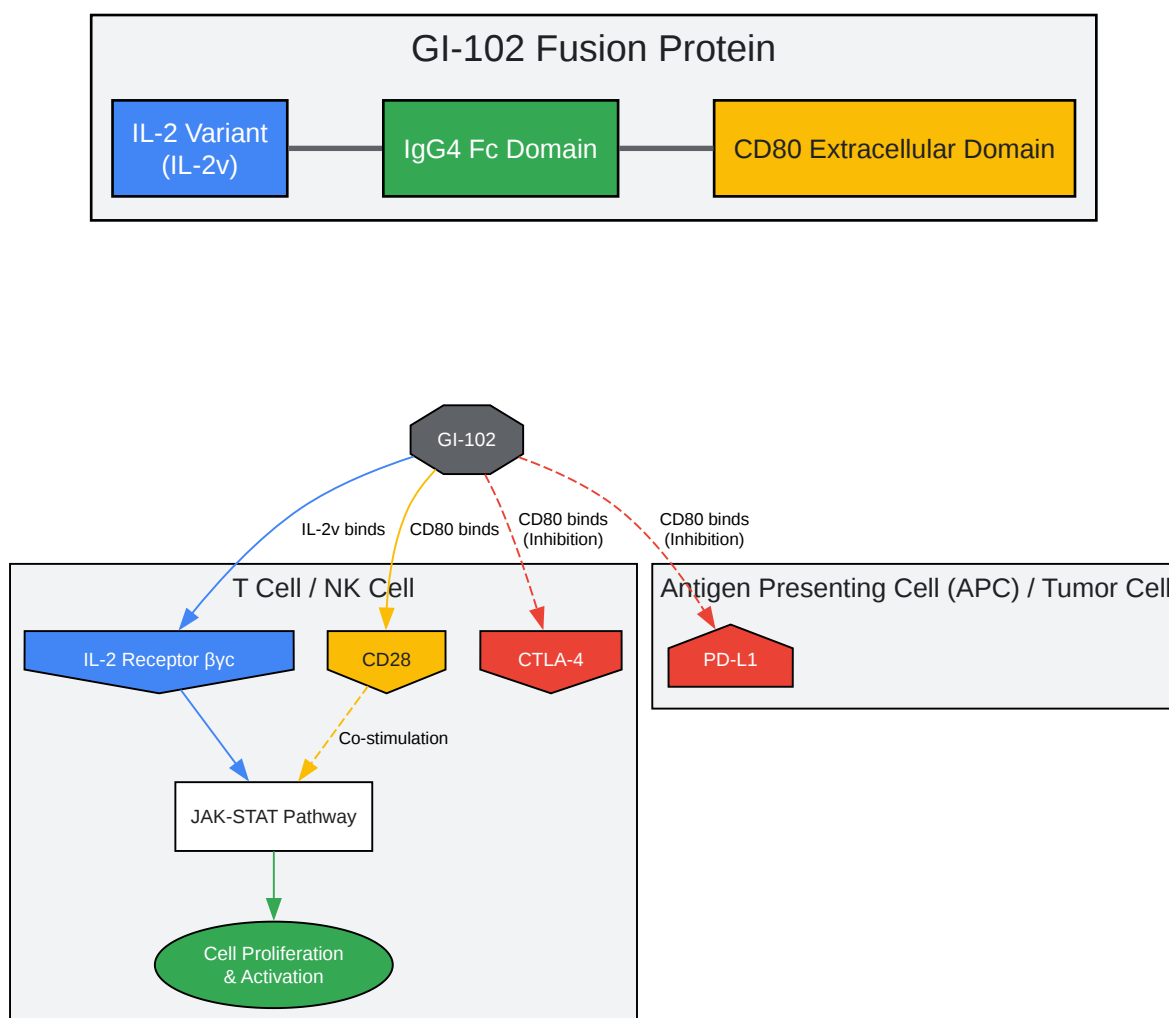 GI-102 Fusion Protein
IL-2 Variant
(IL-2v)
IgG4 Fc Domain
CD80 Extracellular Domain
GI-102
IL-2v binds
CD80 binds
CD80 binds
(Inhibition)
CD80 binds
(Inhibition)
T Cell / NK Cell
Antigen Presenting Cell (APC) / Tumor Cell
IL-2 Receptor βγc
CD28
CTLA-4
PD-L1
Co-stimulation
JAK-STAT Pathway
Cell Proliferation
& Activation